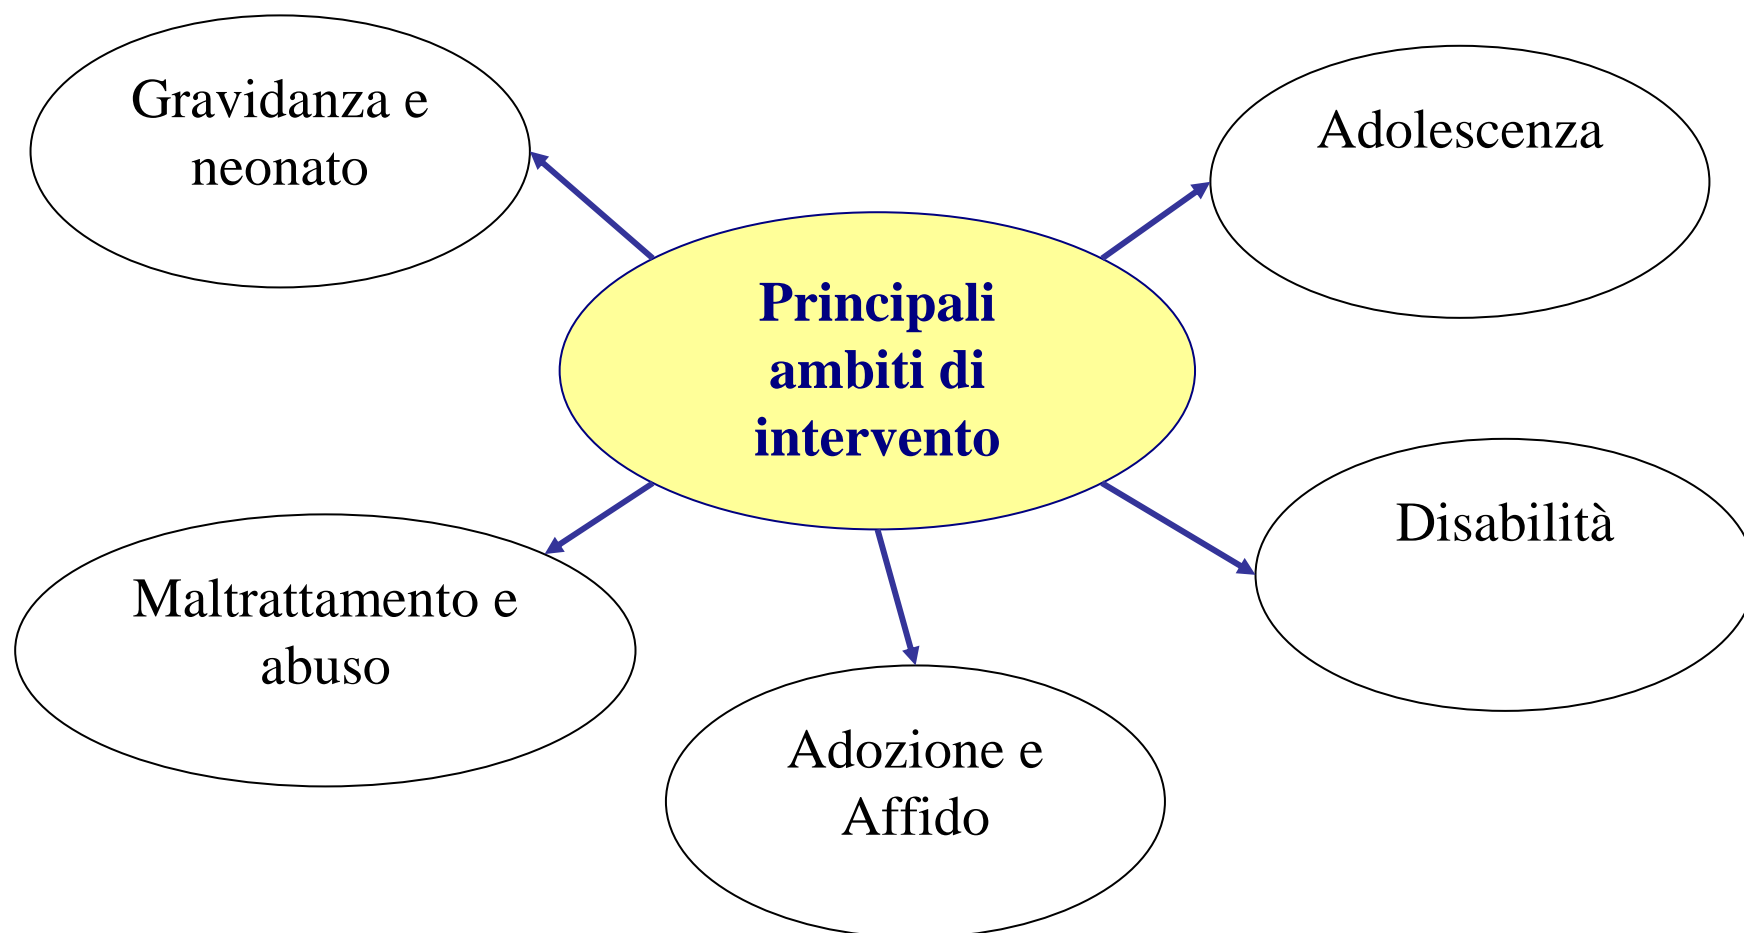 Gravidanza e
neonato
Adolescenza
Principali
ambiti di
intervento
Disabilità
Maltrattamento e
abuso
Adozione e
Affido